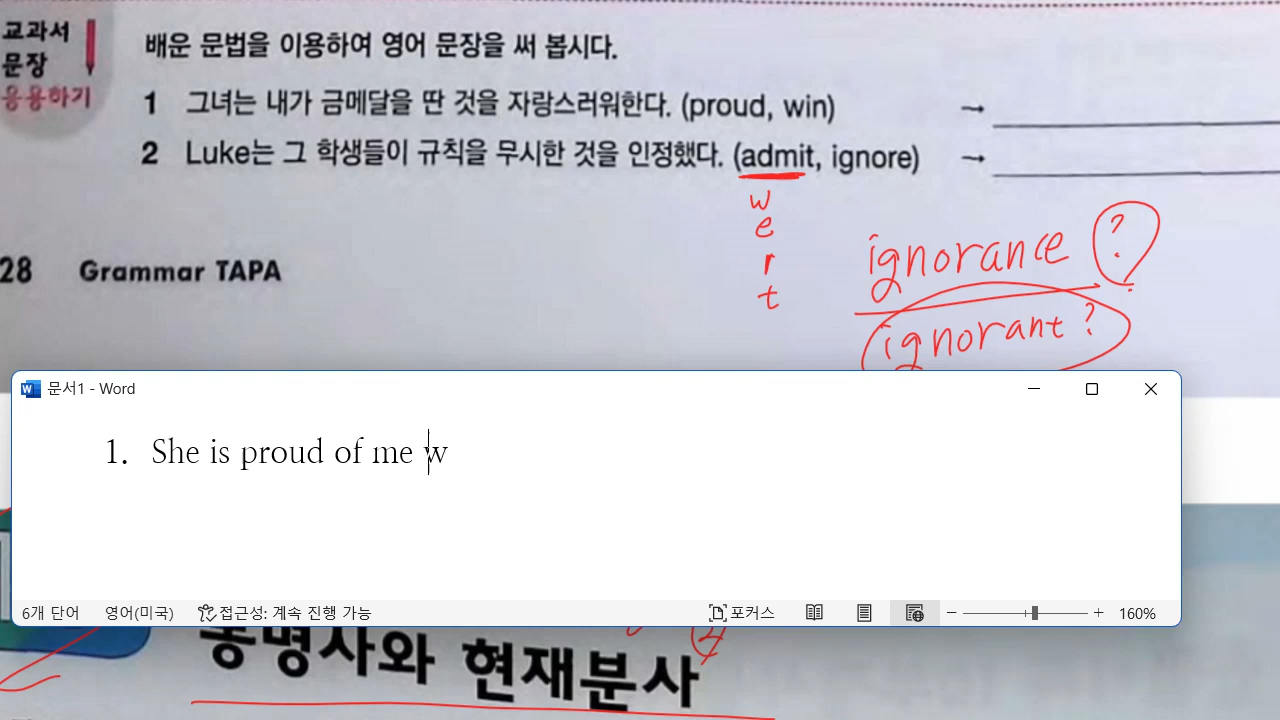 교과서
문장
응용하기
배운 문법을 이용하여 영어 문장을 써 봅시다.
1 그녀는 내가 금메달을 딴 것을 자랑스러워한다. (proud, win) →
2 Luke는 그 학생들이 규칙을 무시한 것을 인정했다. (admit, ignore) →
w
e
r
t
ignorance ?
ignorant ?
28 Grammar TAPA
문서1 - Word
1. She is proud of me w
6개 단어 영어(미국) 접근성: 계속 진행 가능 포커스 160%
동명사와 현재분사